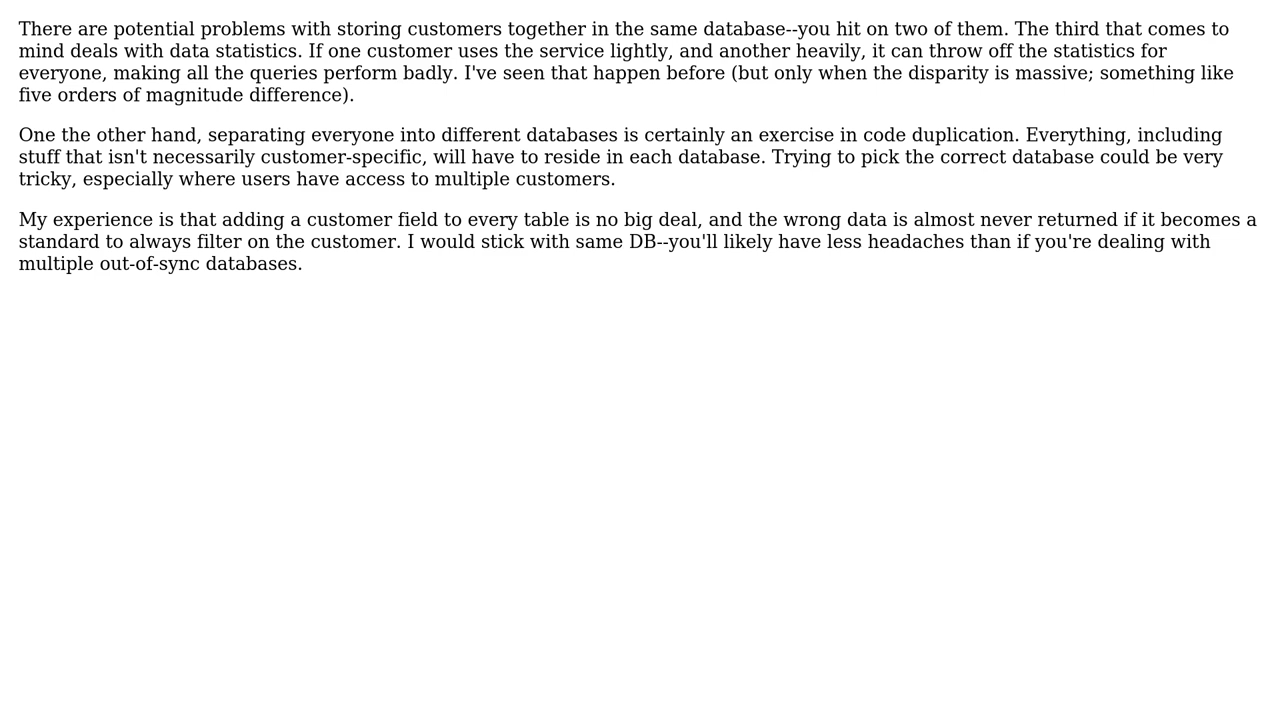 There are potential problems with storing customers together in the same database--you hit on two of them. The third that comes to
mind deals with data statistics. If one customer uses the service lightly, and another heavily, it can throw off the statistics for
everyone, making all the queries perform badly. I've seen that happen before (but only when the disparity is massive; something like
five orders of magnitude difference).
One the other hand, separating everyone into different databases is certainly an exercise in code duplication. Everything, including
stuff that isn't necessarily customer-specific, will have to reside in each database. Trying to pick the correct database could be very
tricky, especially where users have access to multiple customers.
My experience is that adding a customer field to every table is no big deal, and the wrong data is almost never returned if it becomes a
standard to always filter on the customer. I would stick with same DB--you'll likely have less headaches than if you're dealing with
multiple out-of-sync databases.